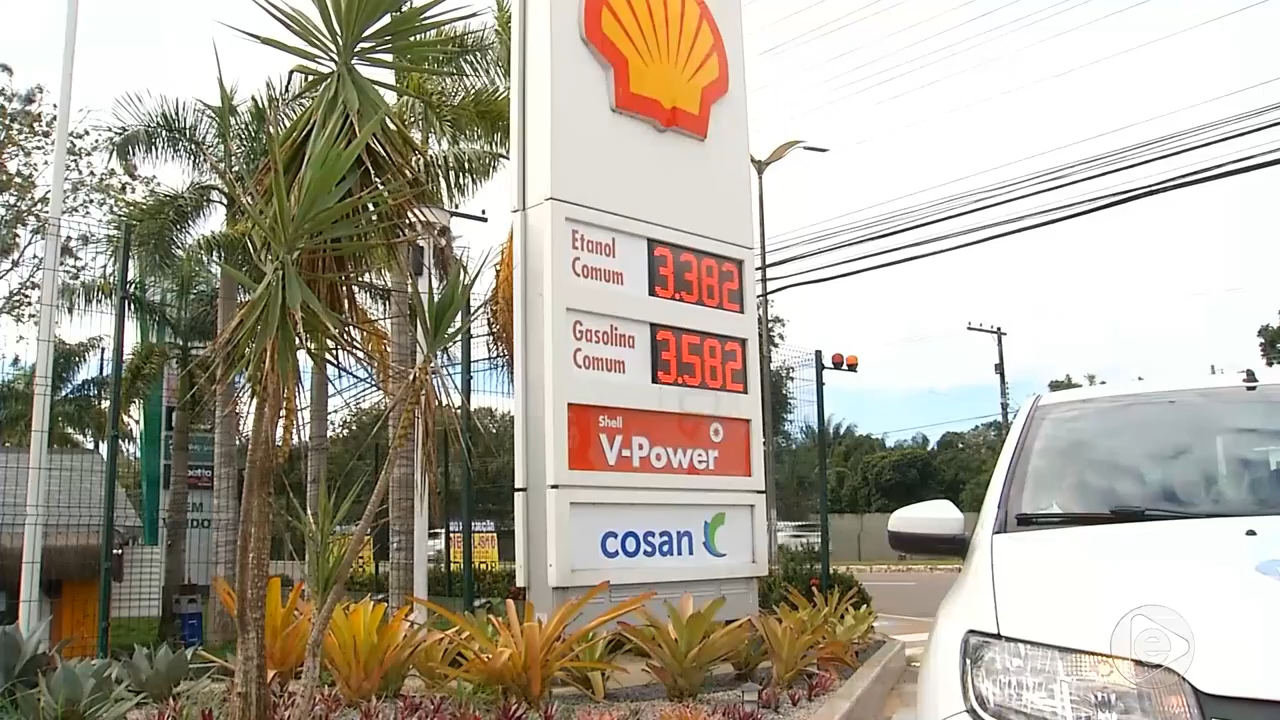 Etanol
Comum
3.382
Gasolina
Comum
3.582
Shell
V-Power
cosan
e